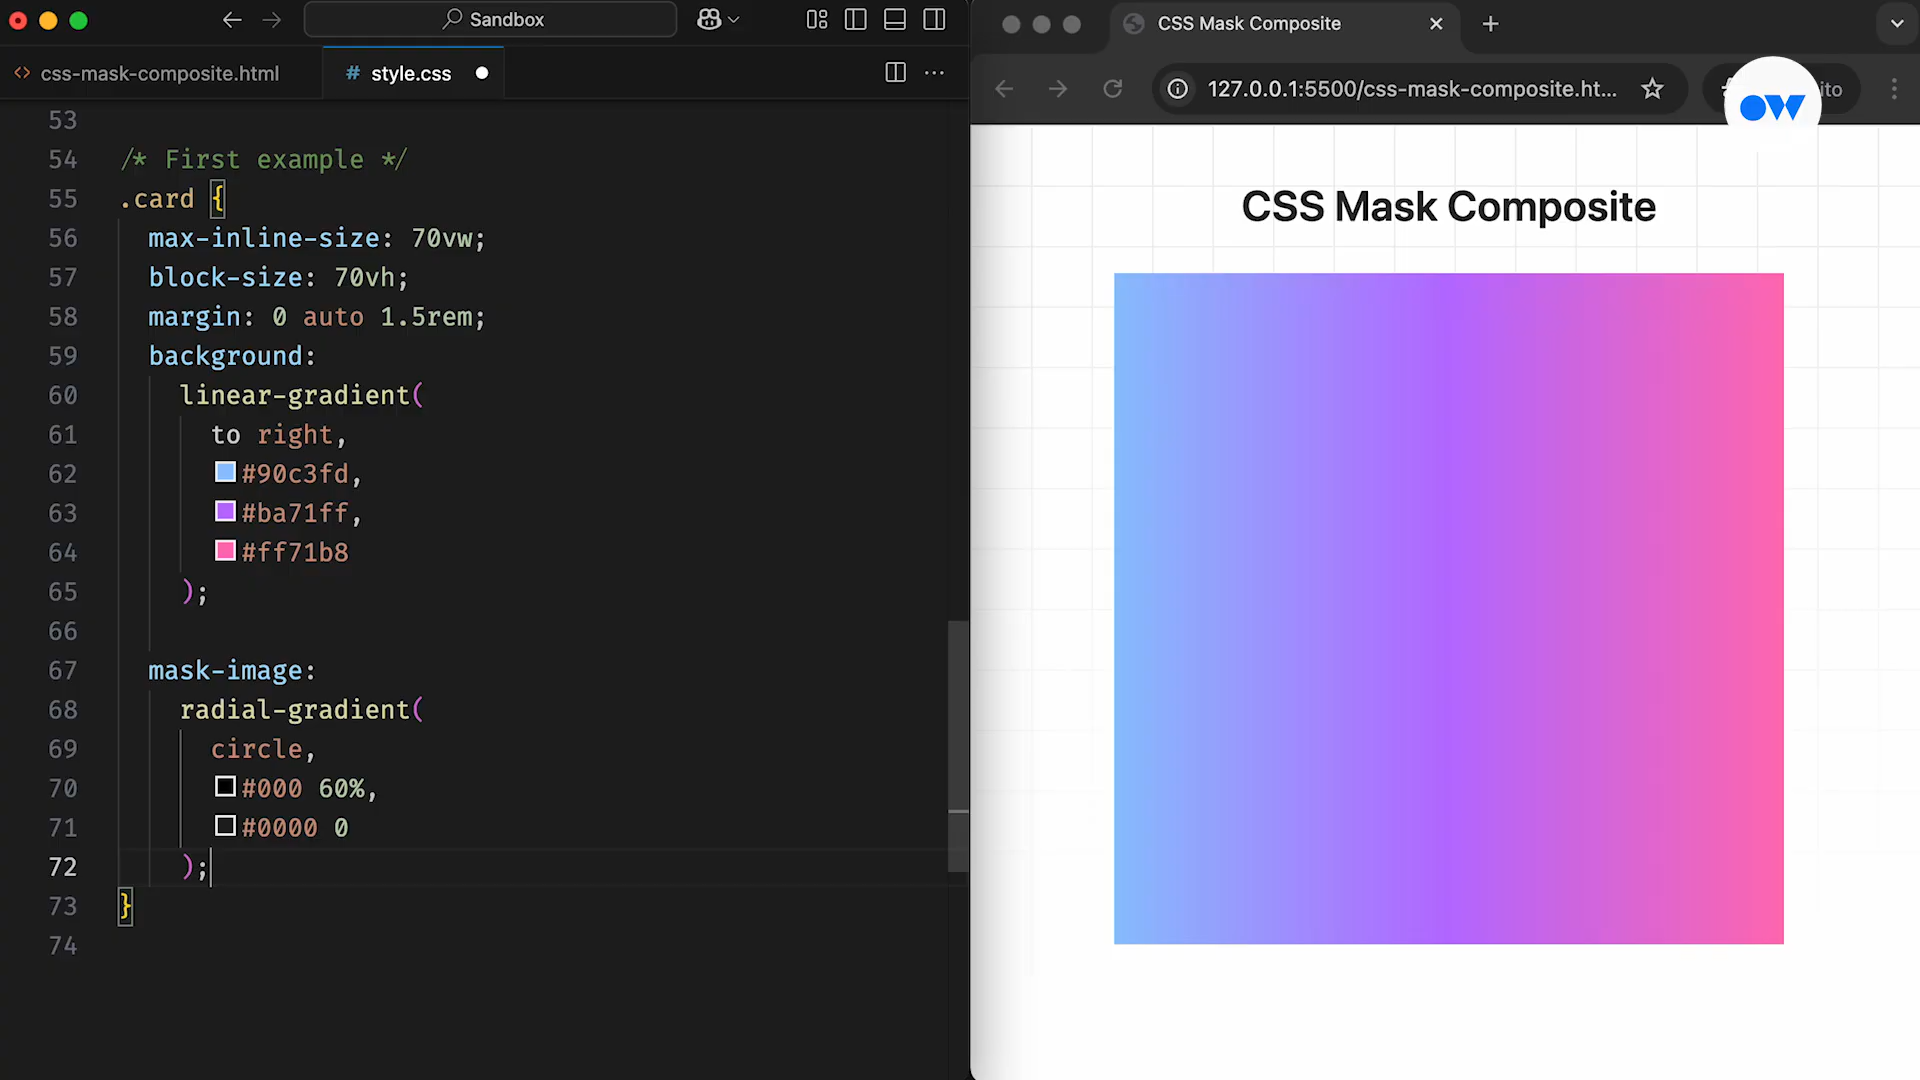 Sandbox
css-mask-composite.html
# style.css
53
54 /* First example */
55 .card {
56 max-inline-size: 70vw;
57 block-size: 70vh;
58 margin: 0 auto 1.5rem;
59 background:
60 linear-gradient(
61 to right,
62 #90c3fd,
63 #ba71ff,
64 #ff71b8
65 );
66
67 mask-image:
68 radial-gradient(
69 circle,
70 #000 60%,
71 #0000 0
72 );
73 }
74
CSS Mask Composite
127.0.0.1:5500/css-mask-composite.ht...
ito
OW
CSS Mask Composite